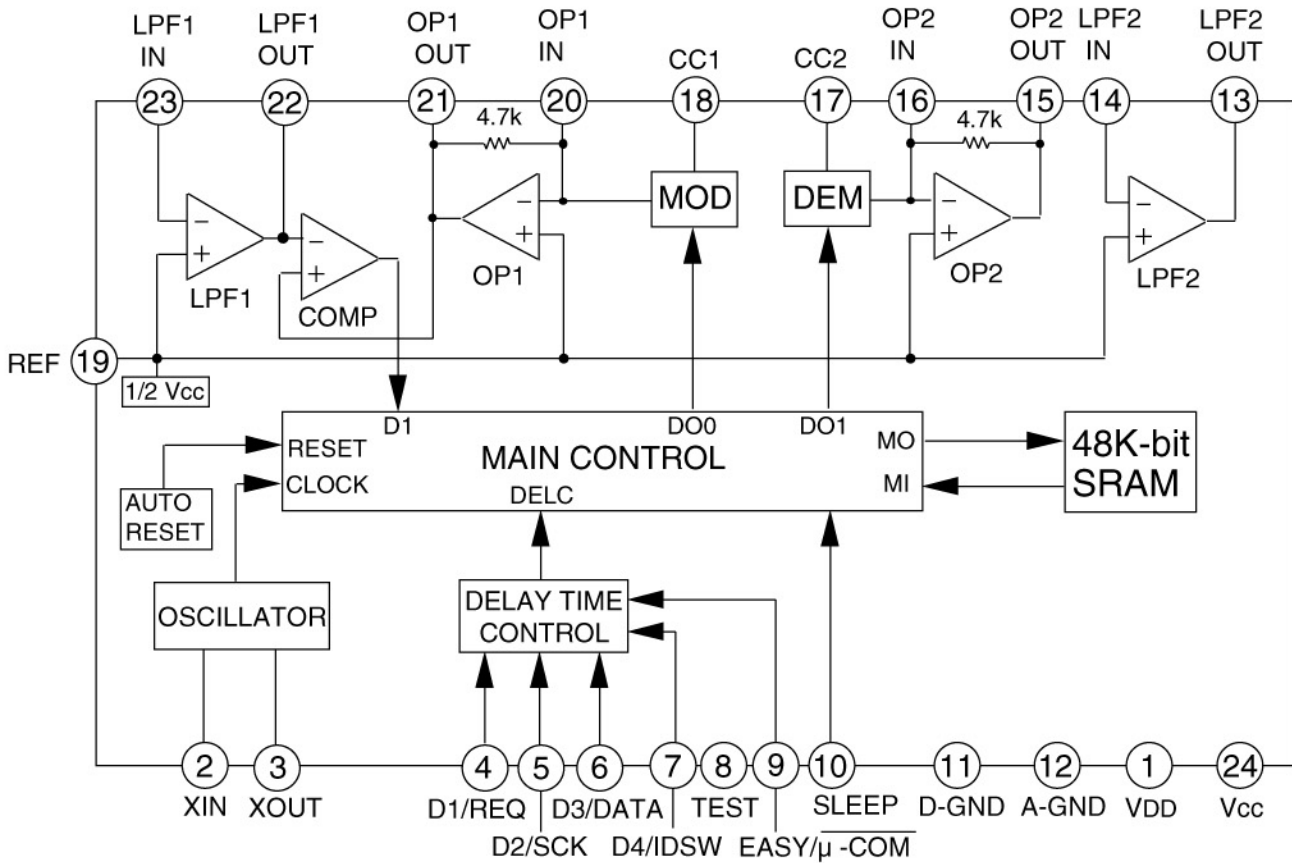 LPF1 IN
LPF1 OUT
OP1 OUT
OP1 IN
CC1
CC2
OP2 IN
OP2 OUT
LPF2 IN
LPF2 OUT
23
22
21
20
18
17
16
15
14
13
4.7k
4.7k
MOD
DEM
−
+
LPF1
−
+
COMP
−
+
OP1
−
+
OP2
−
+
LPF2
REF
19
1/2 Vcc
D1
DO0
DO1
RESET
CLOCK
MAIN CONTROL
DELC
MO
MI
48K-bit
SRAM
AUTO
RESET
OSCILLATOR
DELAY TIME
CONTROL
2
3
4
5
6
7
8
9
10
11
12
1
24
XIN
XOUT
D1/REQ
D3/DATA
TEST
SLEEP
D-GND
A-GND
VDD
Vcc
D2/SCK
D4/IDSW
EASY/μ -COM